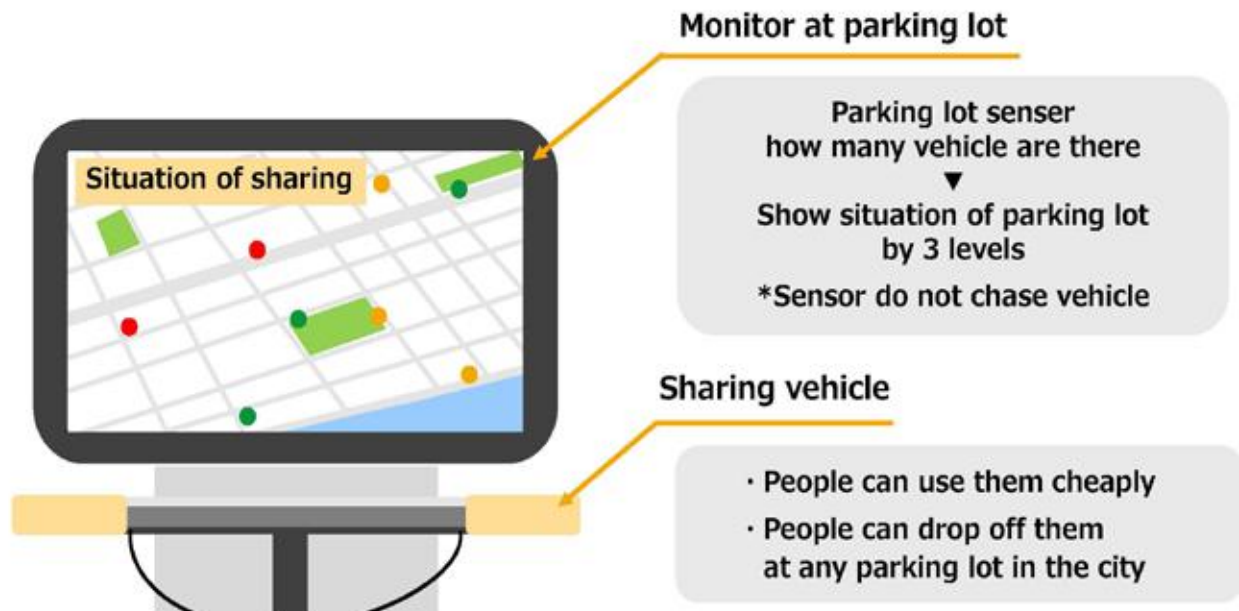 Monitor at parking lot
Parking lot senser
how many vehicle are there
▼
Show situation of parking lot
by 3 levels
*Sensor do not chase vehicle
Situation of sharing
Sharing vehicle
· People can use them cheaply
· People can drop off them
at any parking lot in the city